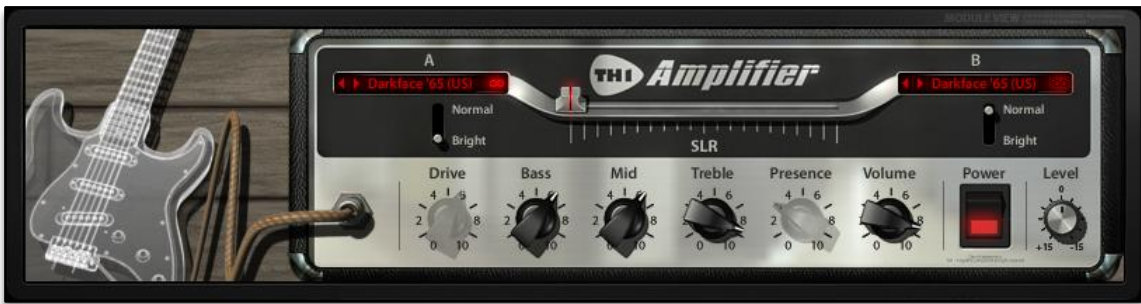 MODULE VIEW
A
B
Darkface '65 (US)
TH1 Amplifier
Darkface '65 (US)
Normal
Bright
Normal
Bright
SLR
Drive
Bass
Mid
Treble
Presence
Volume
Power
Level
0 2 4 6 8 10
0 2 4 6 8 10
0 2 4 6 8 10
0 2 4 6 8 10
0 2 4 6 8 10
0 2 4 6 8 10
0
+15 -15